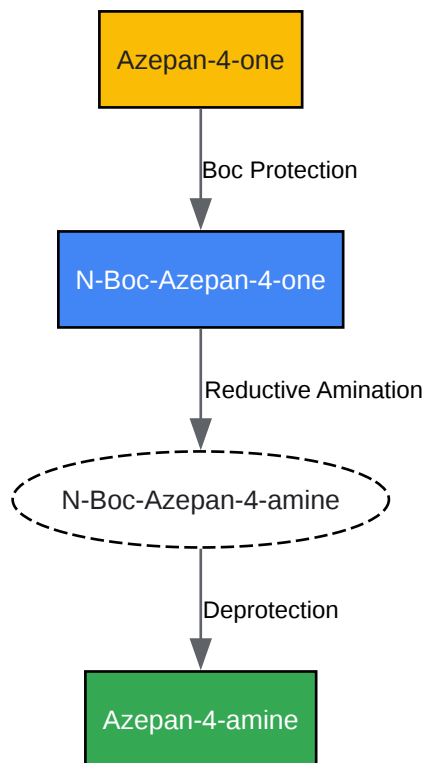 Azepan-4-one
Boc Protection
N-Boc-Azepan-4-one
Reductive Amination
N-Boc-Azepan-4-amine
Deprotection
Azepan-4-amine